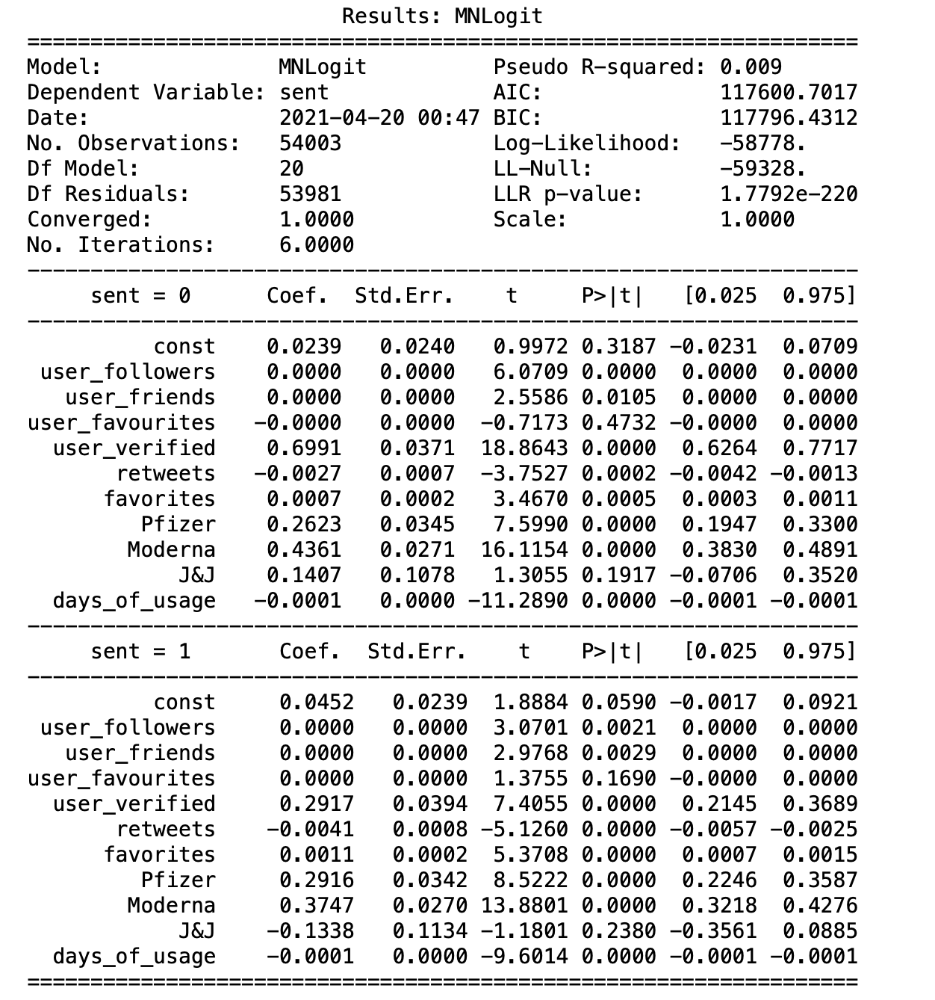 Results: MNLogit
==================================================================
Model: MNLogit Pseudo R-squared: 0.009
Dependent Variable: sent AIC: 117600.7017
Date: 2021-04-20 00:47 BIC: 117796.4312
No. Observations: 54003 Log-Likelihood: -58778.
Df Model: 20 LL-Null: -59328.
Df Residuals: 53981 LLR p-value: 1.7792e-220
Converged: 1.0000 Scale: 1.0000
No. Iterations: 6.0000
------------------------------------------------------------------
sent = 0 Coef. Std.Err. t P>|t| [0.025 0.975]
------------------------------------------------------------------
const 0.0239 0.0240 0.9972 0.3187 -0.0231 0.0709
user_followers 0.0000 0.0000 6.0709 0.0000 0.0000 0.0000
user_friends 0.0000 0.0000 2.5586 0.0105 0.0000 0.0000
user_favourites -0.0000 0.0000 -0.7173 0.4732 -0.0000 0.0000
user_verified 0.6991 0.0371 18.8643 0.0000 0.6264 0.7717
retweets -0.0027 0.0007 -3.7527 0.0002 -0.0042 -0.0013
favorites 0.0007 0.0002 3.4670 0.0005 0.0003 0.0011
Pfizer 0.2623 0.0345 7.5990 0.0000 0.1947 0.3300
Moderna 0.4361 0.0271 16.1154 0.0000 0.3830 0.4891
J&J 0.1407 0.1078 1.3055 0.1917 -0.0706 0.3520
days_of_usage -0.0001 0.0000 -11.2890 0.0000 -0.0001 -0.0001
------------------------------------------------------------------
sent = 1 Coef. Std.Err. t P>|t| [0.025 0.975]
------------------------------------------------------------------
const 0.0452 0.0239 1.8884 0.0590 -0.0017 0.0921
user_followers 0.0000 0.0000 3.0701 0.0021 0.0000 0.0000
user_friends 0.0000 0.0000 2.9768 0.0029 0.0000 0.0000
user_favourites 0.0000 0.0000 1.3755 0.1690 -0.0000 0.0000
user_verified 0.2917 0.0394 7.4055 0.0000 0.2145 0.3689
retweets -0.0041 0.0008 -5.1260 0.0000 -0.0057 -0.0025
favorites 0.0011 0.0002 5.3708 0.0000 0.0007 0.0015
Pfizer 0.2916 0.0342 8.5222 0.0000 0.2246 0.3587
Moderna 0.3747 0.0270 13.8801 0.0000 0.3218 0.4276
J&J -0.1338 0.1134 -1.1801 0.2380 -0.3561 0.0885
days_of_usage -0.0001 0.0000 -9.6014 0.0000 -0.0001 -0.0001
==================================================================